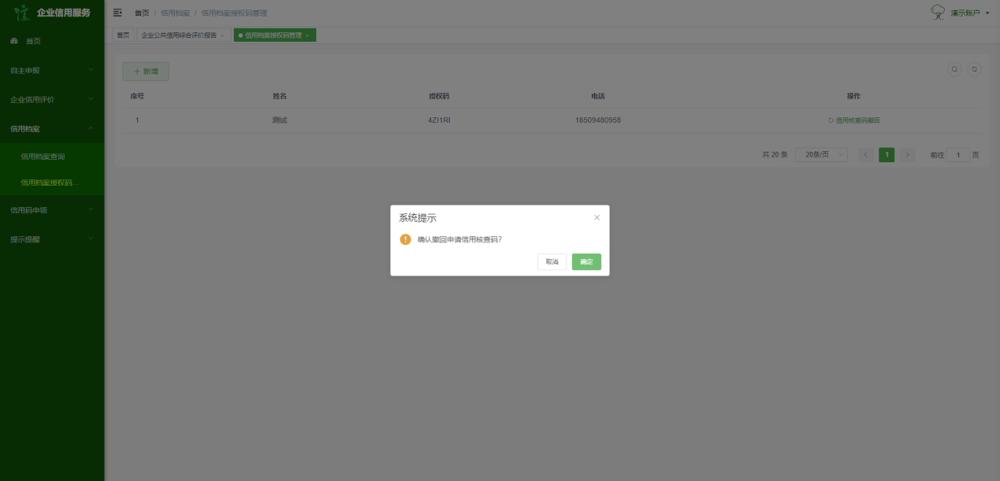 企业信用服务
首页 / 信用档案 / 信用档案授权码管理
演示账户
首页
企业公共信用综合评价报告 ×
信用档案授权码管理 ×
首页
自主申报
企业信用评价
信用档案
信用档案查询
信用档案授权码...
信用码申领
提示提醒
+ 新增
序号 姓名 授权码 电话 操作
1 测试 4ZI1RI 18509480958 信用核查码撤回
共 20 条 20条/页 < 1 > 前往 1 页
系统提示 ×
确认撤回申请信用核查码?
取消 确定